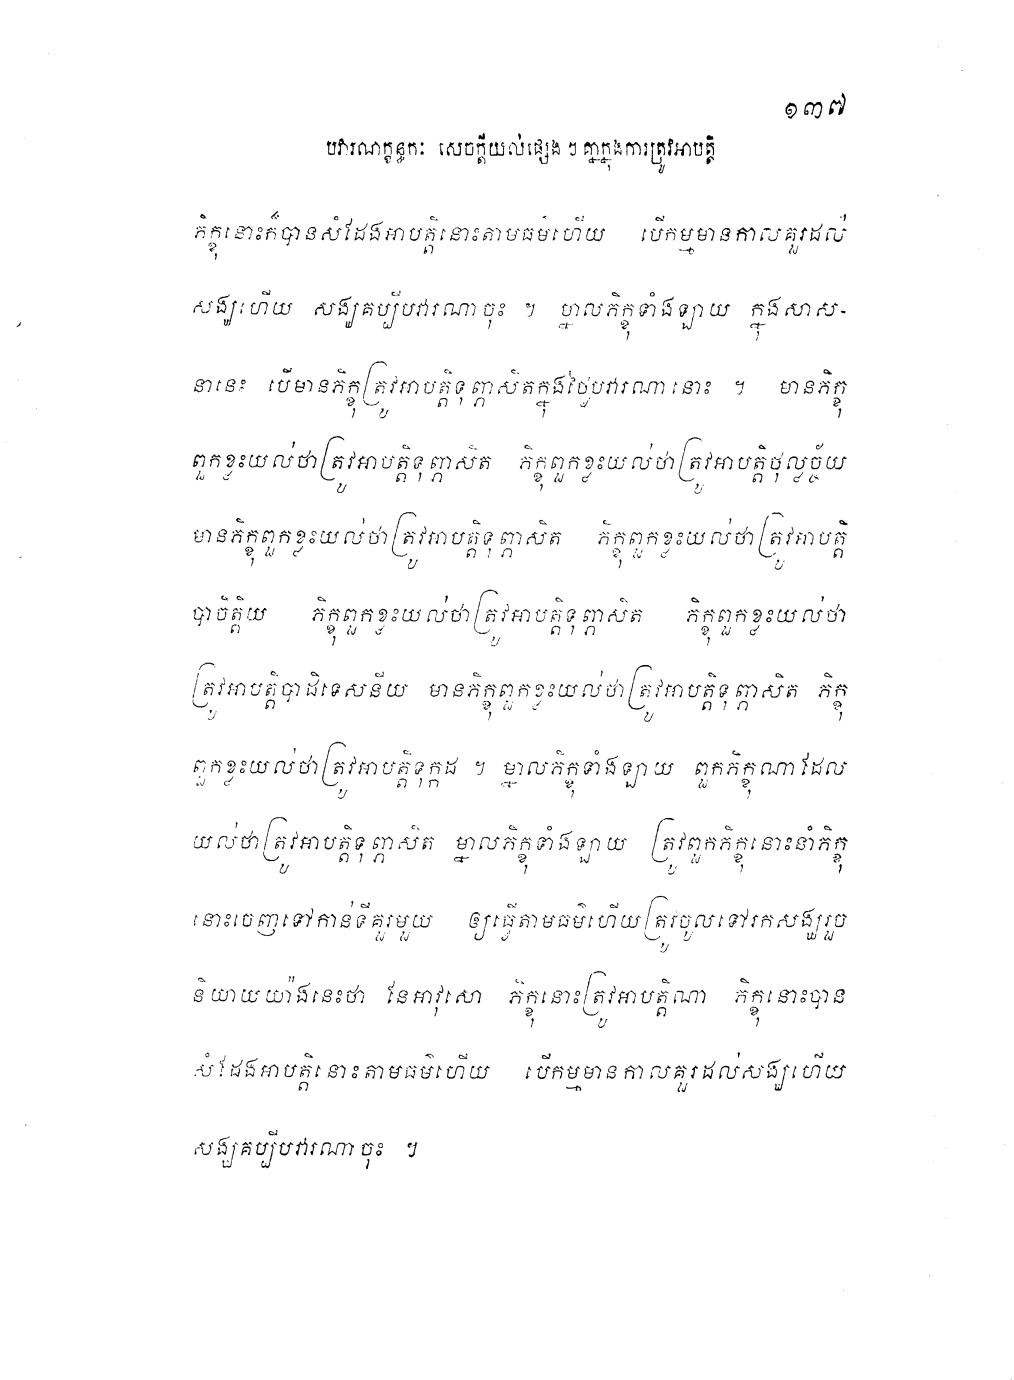 ១៣៧
បវារណក្ខន្ធកៈ សេចក្តីយល់ផ្សេងៗគ្នាក្នុងការត្រូវអាបត្តិ
ភិក្ខុនោះក៏បានសំដែងអាបត្តិនោះតាមធម៌ហើយ បើកម្មមានកាលគួរដល់
សង្ឃហើយ សង្ឃគប្បីបវារណាចុះ ។ ម្នាលភិក្ខុទាំងឡាយ ក្នុងសាស-
នានេះ បើមានភិក្ខុត្រូវអាបត្តិទុព្ភាសិតក្នុងថ្ងៃបវារណានោះ ។ មានភិក្ខុ
ពួកខ្លះយល់ថាត្រូវអាបត្តិទុព្ភាសិត ភិក្ខុពួកខ្លះយល់ថាត្រូវអាបត្តិថុល្លច្ច័យ
មានភិក្ខុពួកខ្លះយល់ថាត្រូវអាបត្តិទុព្ភាសិត ភិក្ខុពួកខ្លះយល់ថាត្រូវអាបត្តិ
បាចិត្តិយ ភិក្ខុពួកខ្លះយល់ថាត្រូវអាបត្តិទុព្ភាសិត ភិក្ខុពួកខ្លះយល់ថា
ត្រូវអាបត្តិបាដិទេសនីយ មានភិក្ខុពួកខ្លះយល់ថាត្រូវអាបត្តិទុព្ភាសិត ភិក្ខុ
ពួកខ្លះយល់ថាត្រូវអាបត្តិទុក្កដ ។ ម្នាលភិក្ខុទាំងឡាយ ពួកភិក្ខុណាដែល
យល់ថាត្រូវអាបត្តិទុព្ភាសិត ម្នាលភិក្ខុទាំងឡាយ ត្រូវពួកភិក្ខុនោះនាំភិក្ខុ
នោះចេញទៅកាន់ទីគួរមួយ ឲ្យធ្វើតាមធម៌ហើយត្រូវចូលទៅរកសង្ឃរួច
និយាយយ៉ាងនេះថា នែអាវុសោ ភិក្ខុនោះត្រូវអាបត្តិណា ភិក្ខុនោះបាន
សំដែងអាបត្តិនោះតាមធម៌ហើយ បើកម្មមានកាលគួរដល់សង្ឃហើយ
សង្ឃគប្បីបវារណាចុះ ។